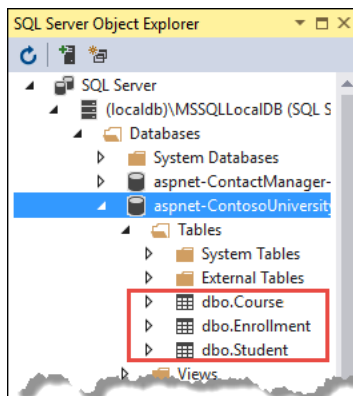 SQL Server Object Explorer
SQL Server
(localdb)\MSSQLLocalDB (SQL S
Databases
System Databases
aspnet-ContactManager-
aspnet-ContosoUniversity
Tables
System Tables
External Tables
dbo.Course
dbo.Enrollment
dbo.Student
Views